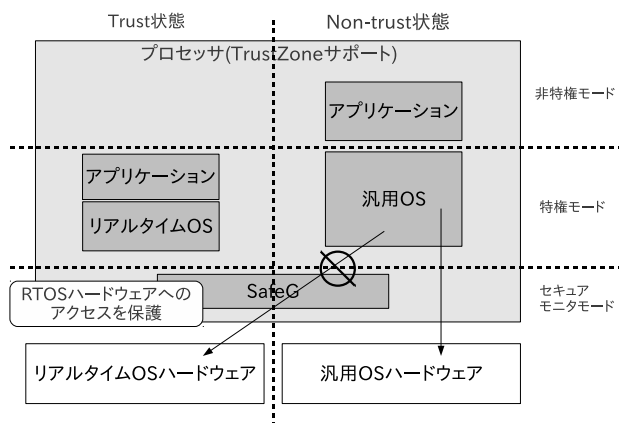 Trust状態
Non-trust状態
プロセッサ(TrustZoneサポート)
非特権モード
アプリケーション
アプリケーション
リアルタイムOS
汎用OS
特権モード
SafeG
RTOSハードウェアへの
アクセスを保護
セキュア
モニタモード
リアルタイムOSハードウェア
汎用OSハードウェア